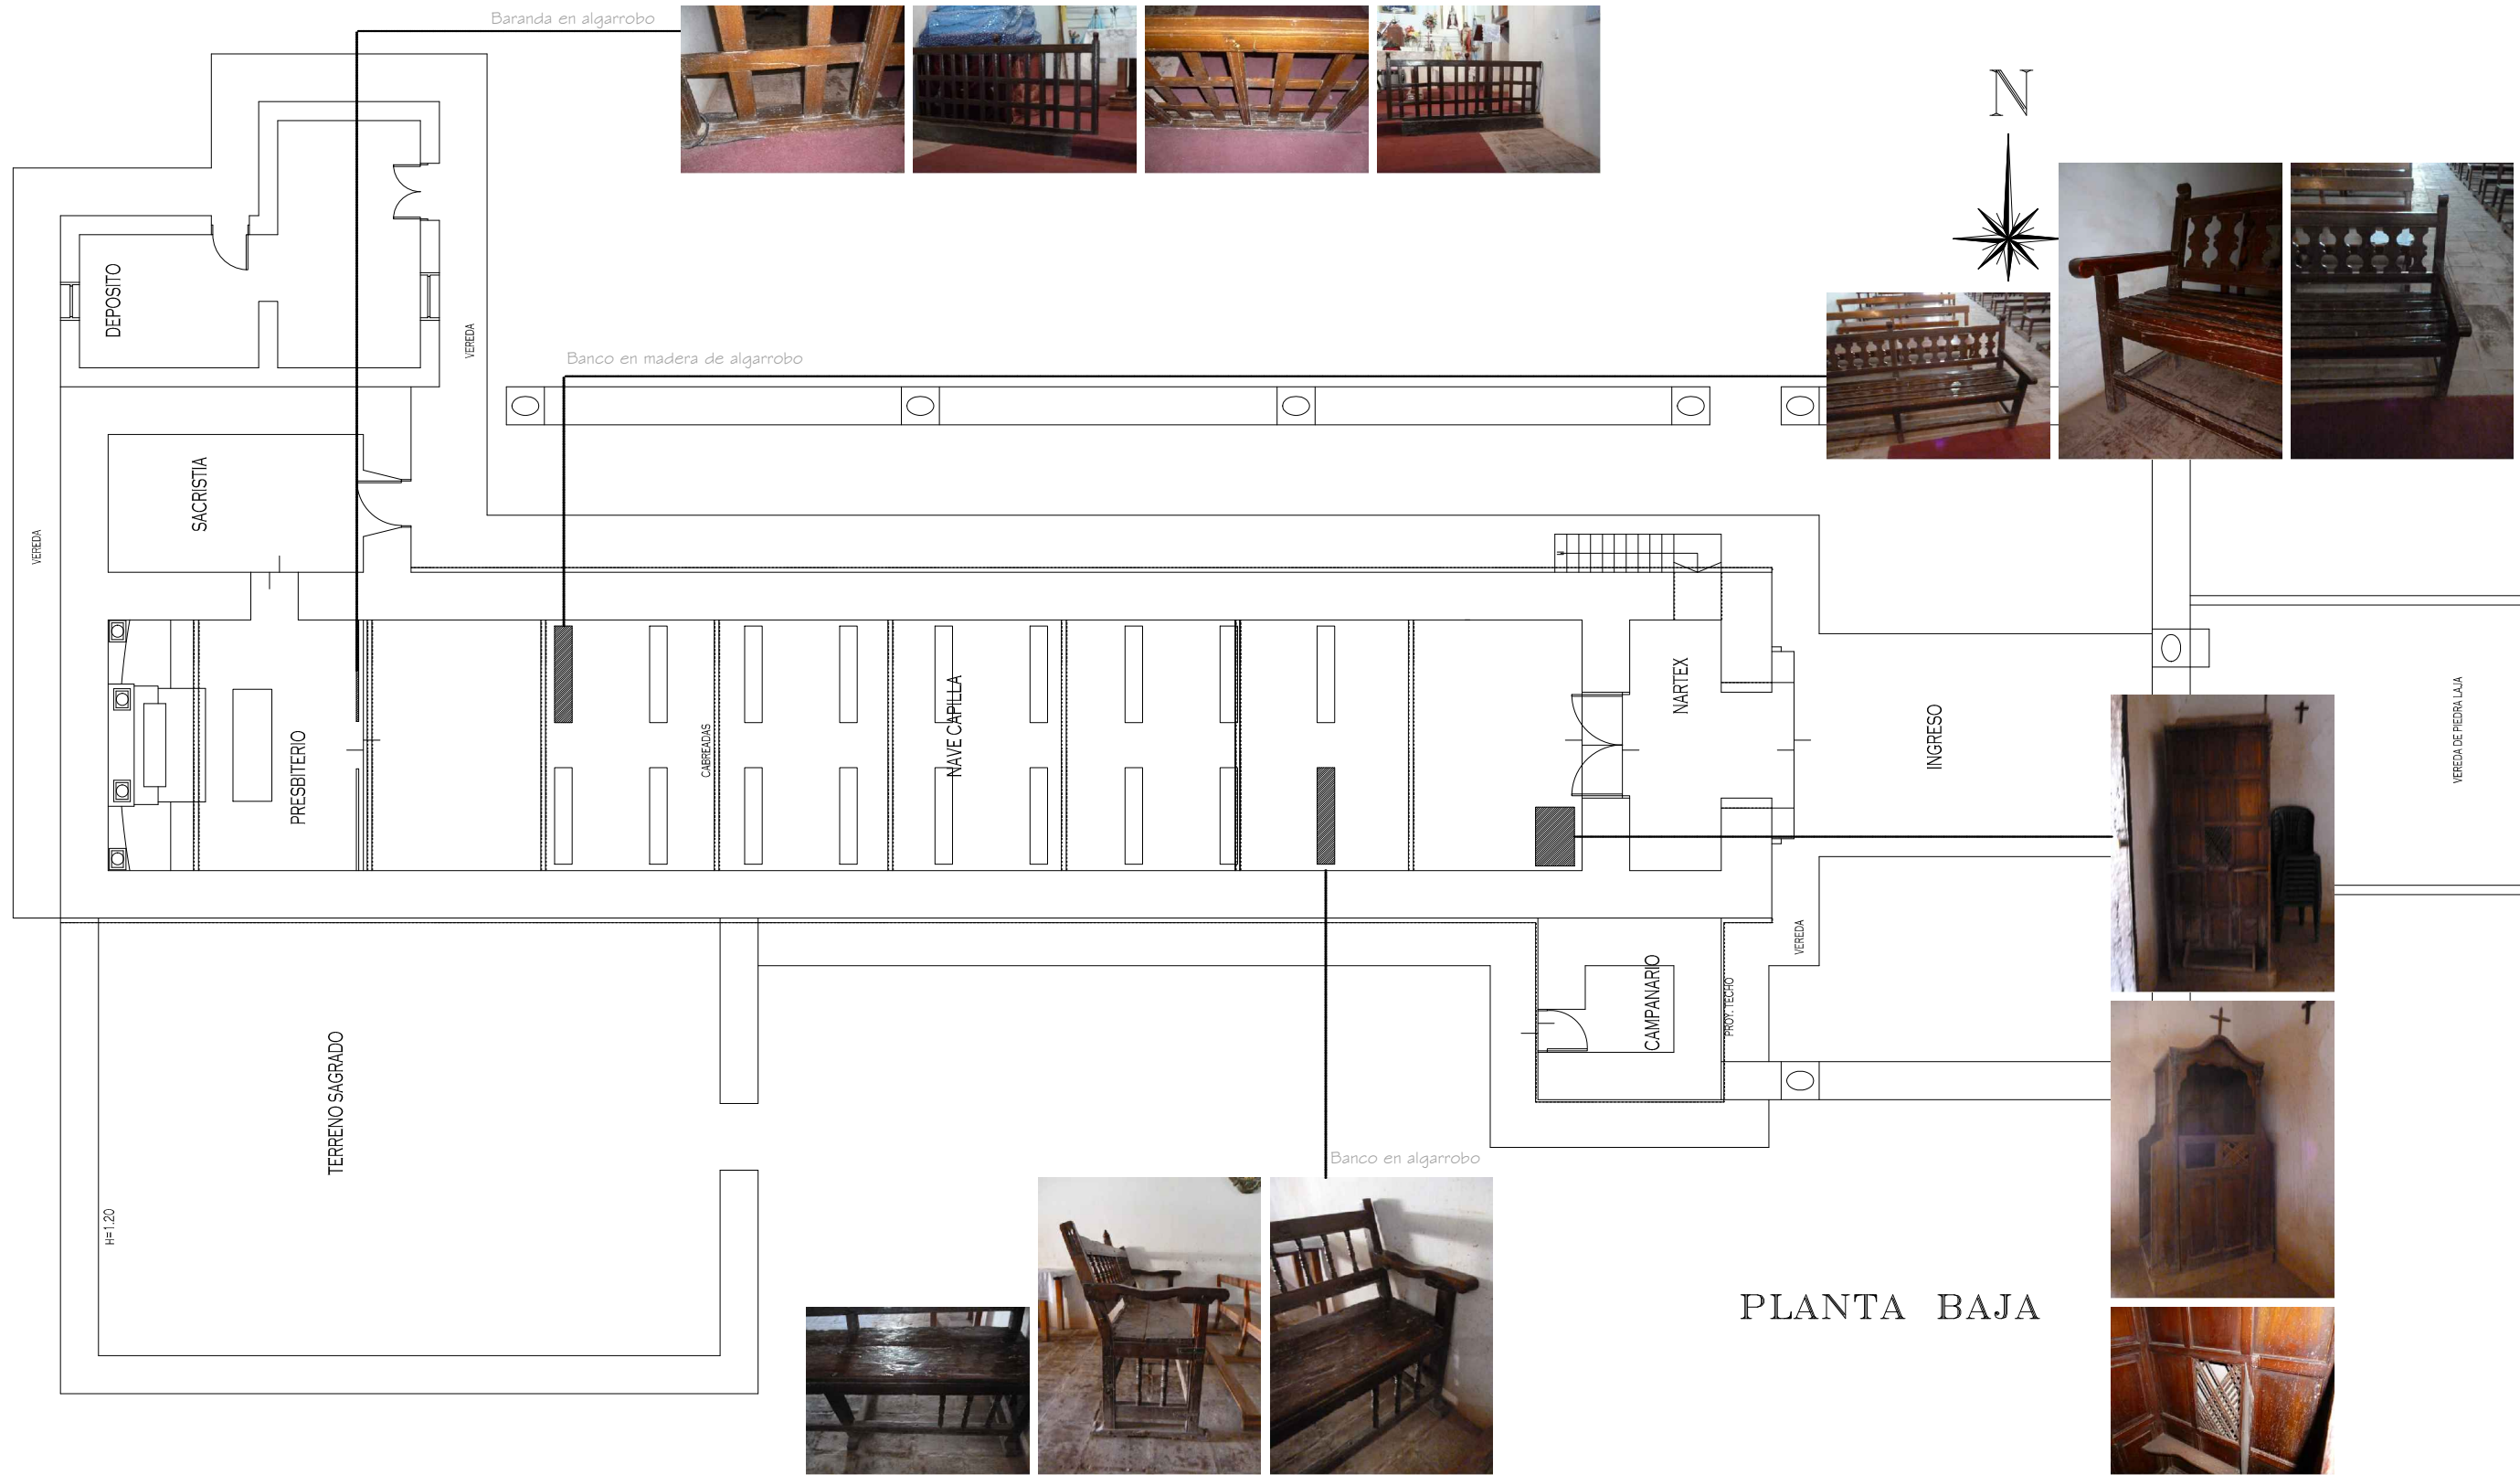 Baranda en algarrobo
N
DEPOSITO
VEREDA
Banco en madera de algarrobo
SACRISTIA
VEREDA
PRESBITERIO
CABREADAS
NAVE CAPILLA
NARTEX
INGRESO
VEREDA DE PIEDRA LAJA
VEREDA
CAMPANARIO
PROY. TECHO
TERRENO SAGRADO
H=1.20
Banco en algarrobo
PLANTA BAJA